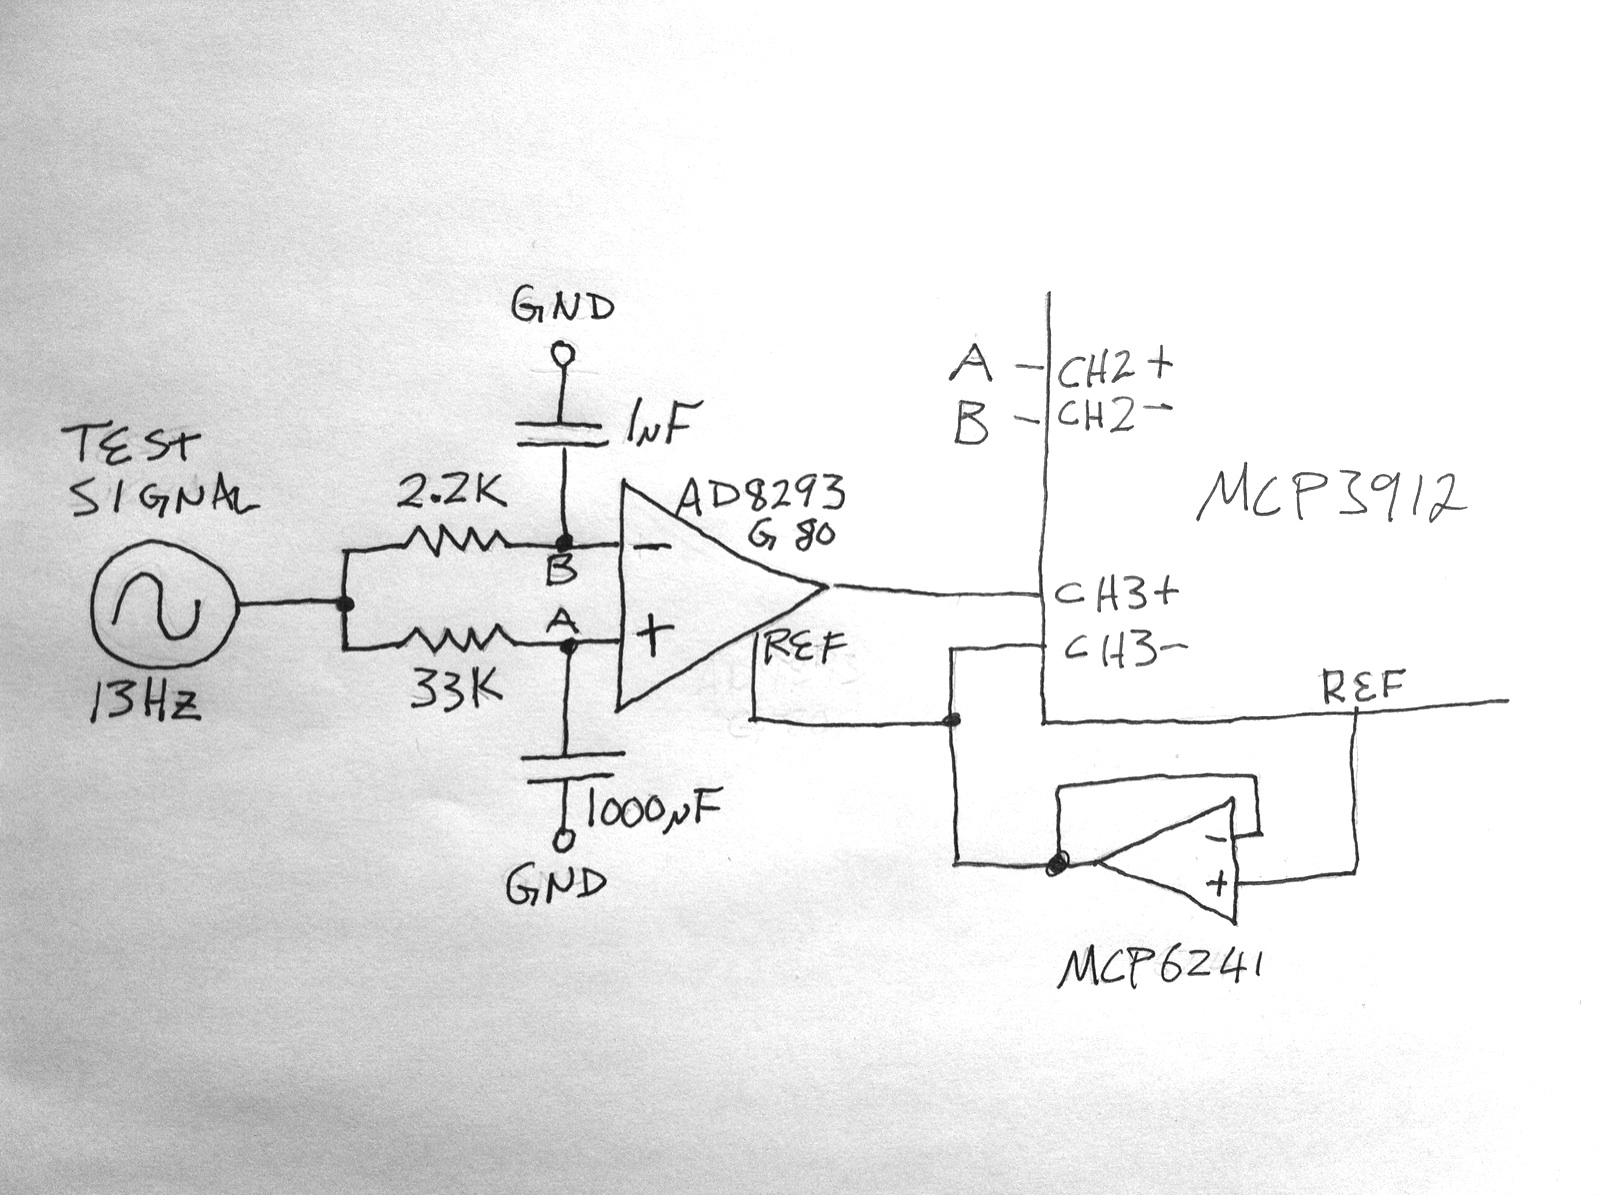 GND
1nF
TEST
SIGNAL
2.2K
AD8293
G 80
B
-
A
+
33K
13Hz
REF
1000nF
GND
A
CH2+
B
CH2-
MCP3912
CH3+
CH3-
REF
-
+
MCP6241